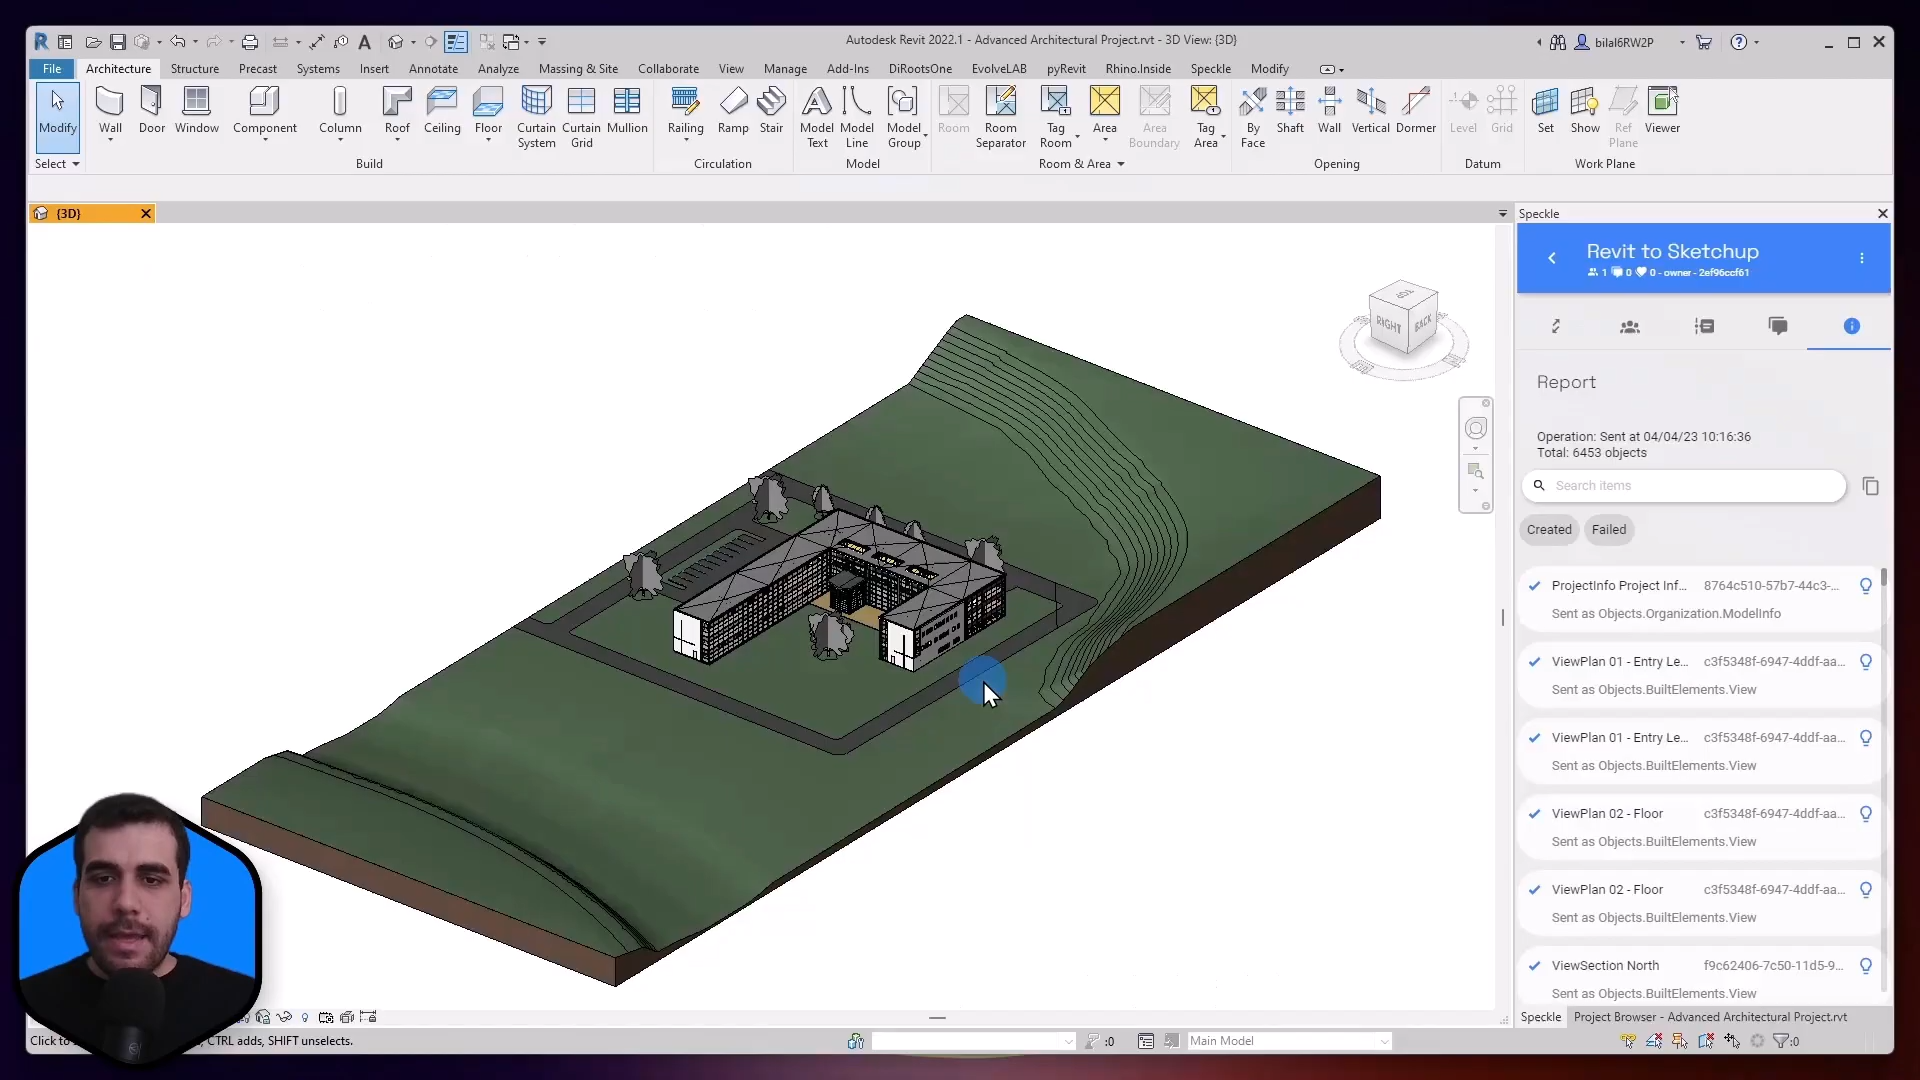 Autodesk Revit 2022.1 - Advanced Architectural Project.rvt - 3D View: {3D}
bilal6RW2P
File Architecture Structure Precast Systems Insert Annotate Analyze Massing & Site Collaborate View Manage Add-Ins DiRootsOne EvolveLAB pyRevit Rhino.Inside Speckle Modify
Modify Wall Door Window Component Column Roof Ceiling Floor Curtain System Curtain Grid Mullion Railing Ramp Stair Model Text Model Line Model Group Room Room Separator Tag Room Area Area Boundary Tag Area By Face Shaft Wall Vertical Dormer Level Grid Set Show Ref Plane Viewer
Select Build Circulation Model Room & Area Opening Datum Work Plane
{3D}
Speckle
Revit to Sketchup
1 0 0 - owner - 2ef96ccf61
TOP
RIGHT
BACK
Report
Operation: Sent at 04/04/23 10:16:36
Total: 6453 objects
Search items
Created Failed
ProjectInfo Project Inf... 8764c510-57b7-44c3-...
Sent as Objects.Organization.ModelInfo
ViewPlan 01 - Entry Le... c3f5348f-6947-4ddf-aa...
Sent as Objects.BuiltElements.View
ViewPlan 01 - Entry Le... c3f5348f-6947-4ddf-aa...
Sent as Objects.BuiltElements.View
ViewPlan 02 - Floor c3f5348f-6947-4ddf-aa...
Sent as Objects.BuiltElements.View
ViewPlan 02 - Floor c3f5348f-6947-4ddf-aa...
Sent as Objects.BuiltElements.View
ViewSection North f9c62406-7c50-11d5-9...
Sent as Objects.BuiltElements.View
Speckle Project Browser - Advanced Architectural Project.rvt
Click to , CTRL adds, SHIFT unselects.
:0
Main Model
:0